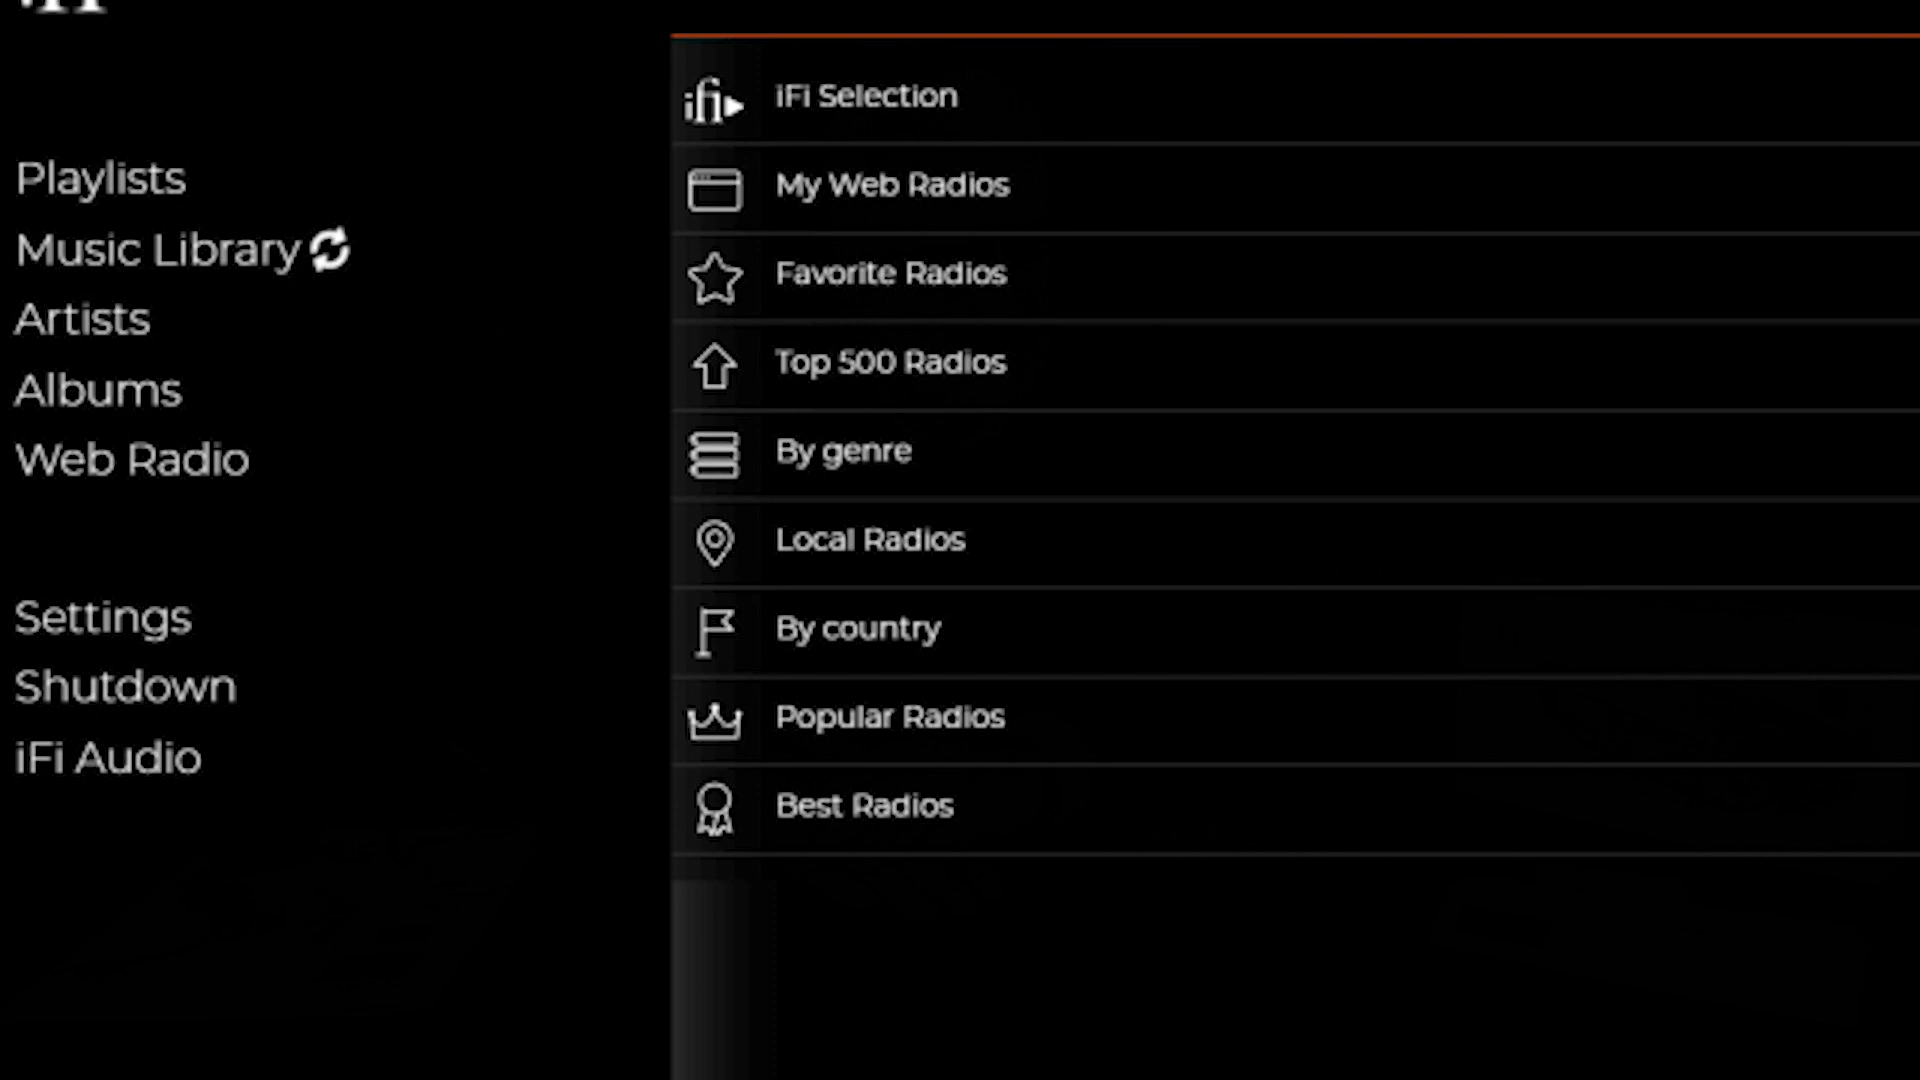 Playlists
Music Library
Artists
Albums
Web Radio
Settings
Shutdown
iFi Audio
ifi
iFi Selection
My Web Radios
Favorite Radios
Top 500 Radios
By genre
Local Radios
By country
Popular Radios
Best Radios